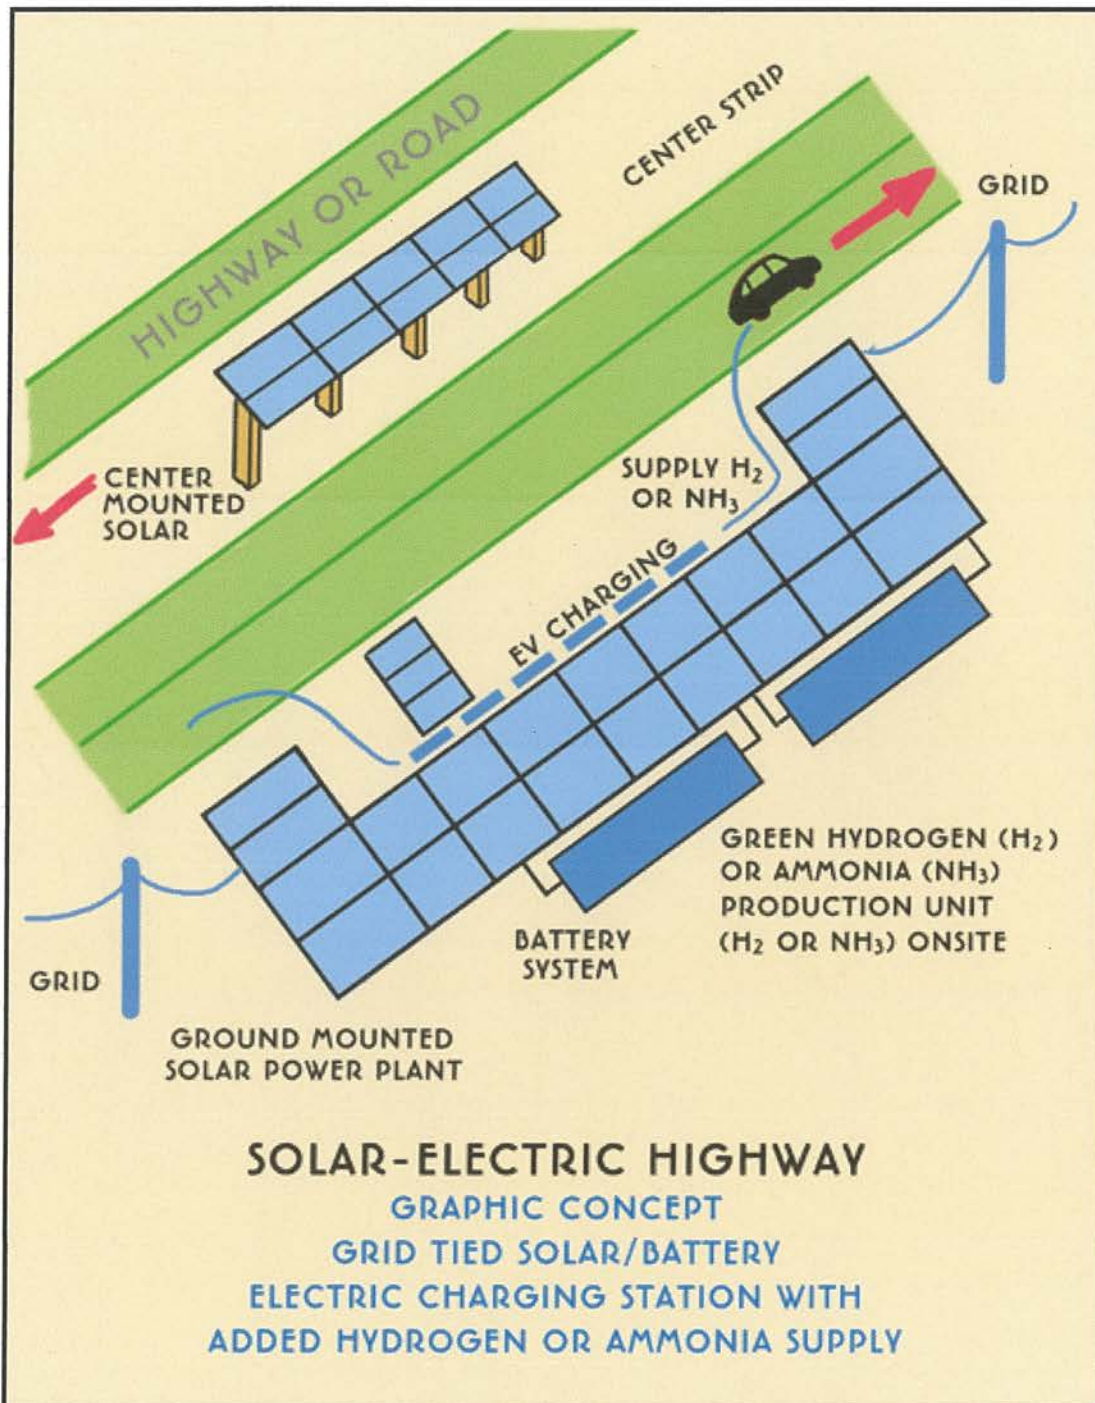 HIGHWAY OR ROAD
CENTER STRIP
GRID
CENTER
MOUNTED
SOLAR
SUPPLY H₂
OR NH₃
EV CHARGING
GREEN HYDROGEN (H₂)
OR AMMONIA (NH₃)
PRODUCTION UNIT
(H₂ OR NH₃) ONSITE
BATTERY
SYSTEM
GRID
GROUND MOUNTED
SOLAR POWER PLANT
SOLAR-ELECTRIC HIGHWAY
GRAPHIC CONCEPT
GRID TIED SOLAR/BATTERY
ELECTRIC CHARGING STATION WITH
ADDED HYDROGEN OR AMMONIA SUPPLY